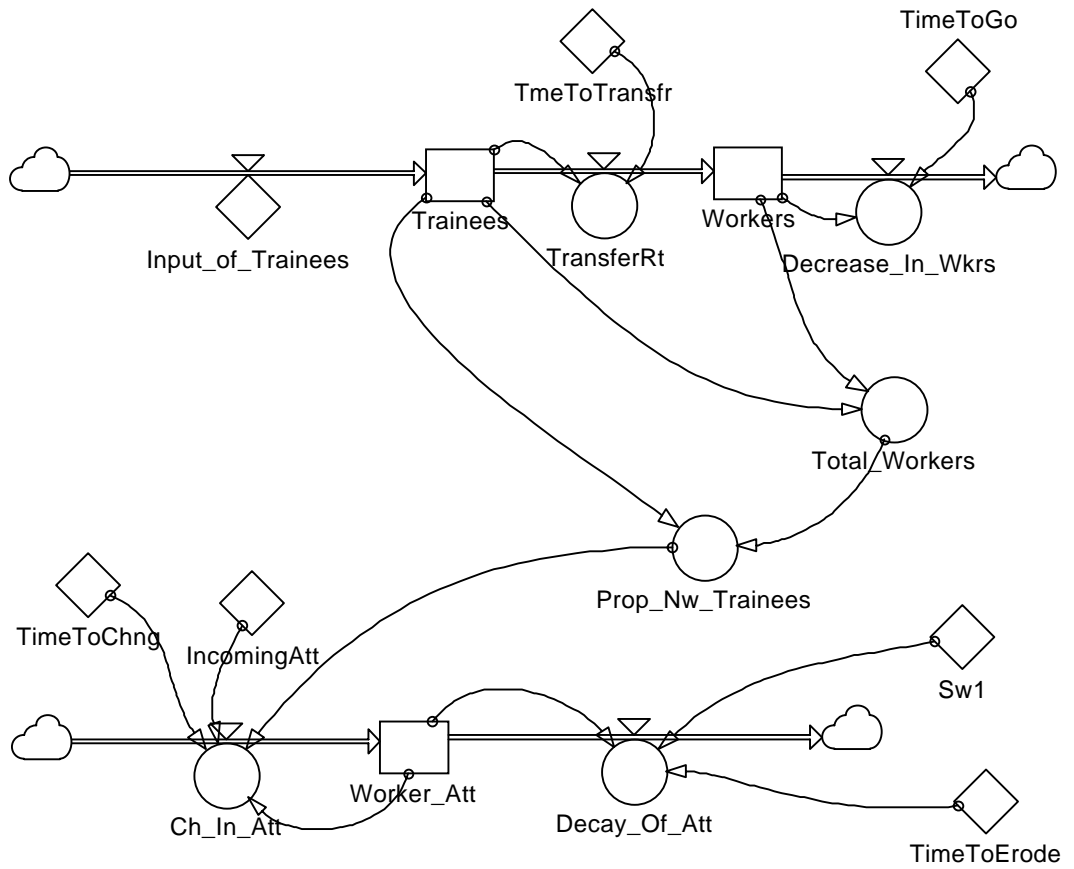 TimeToGo
TmeToTransfr
Trainees
Workers
Input_of_Trainees
TransferRt
Decrease_In_Wkrs
Total_Workers
Prop_Nw_Trainees
TimeToChng
IncomingAtt
Sw1
Worker_Att
Ch_In_Att
Decay_Of_Att
TimeToErode